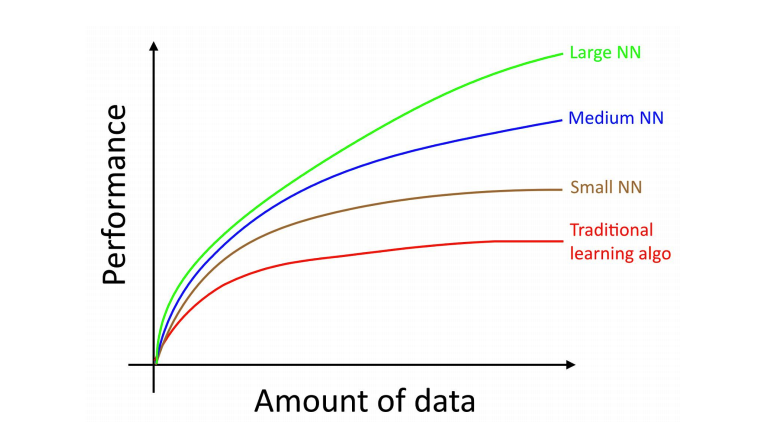 Large NN
Medium NN
Small NN
Traditional
learning algo
Performance
Amount of data